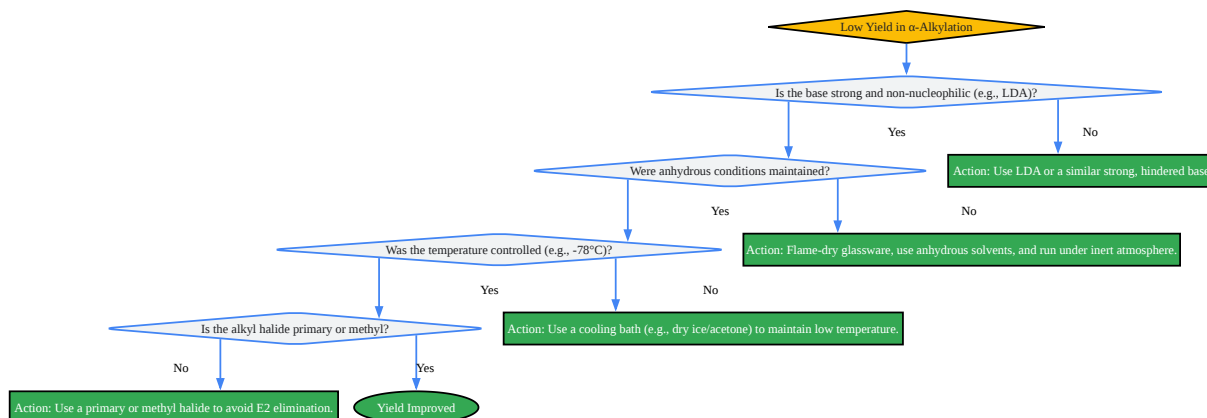 Low Yield in α-Alkylation
Is the base strong and non-nucleophilic (e.g., LDA)?
Yes
No
Were anhydrous conditions maintained?
Action: Use LDA or a similar strong, hindered base
Yes
No
Was the temperature controlled (e.g., -78°C)?
Action: Flame-dry glassware, use anhydrous solvents, and run under inert atmosphere.
Yes
No
Is the alkyl halide primary or methyl?
Action: Use a cooling bath (e.g., dry ice/acetone) to maintain low temperature.
No
Yes
Action: Use a primary or methyl halide to avoid E2 elimination.
Yield Improved